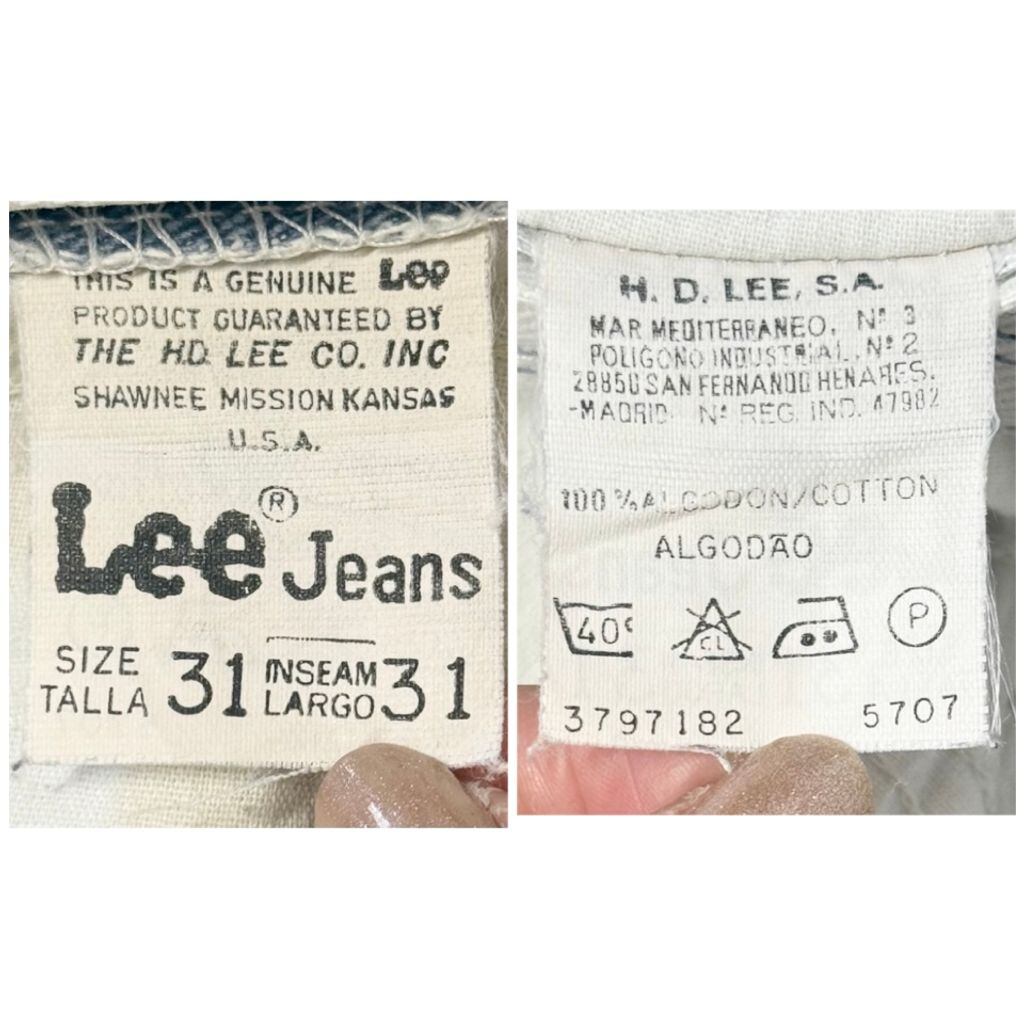 THIS IS A GENUINE Lee
PRODUCT GUARANTEED BY
THE H.D. LEE CO. INC
SHAWNEE MISSION KANSAS
U.S.A.
Lee® Jeans
SIZE
TALLA 31
INSEAM
LARGO 31
H. D. LEE, S.A.
MAR MEDITERRANEO, Nº 3
POLIGONO INDUSTRIAL, Nº 2
28850 SAN FERNANDO HENARES.
-MADRID- Nº REG. IND. 47982
100 % ALGODON/COTTON
ALGODÃO
40º CL P
3797182 5707